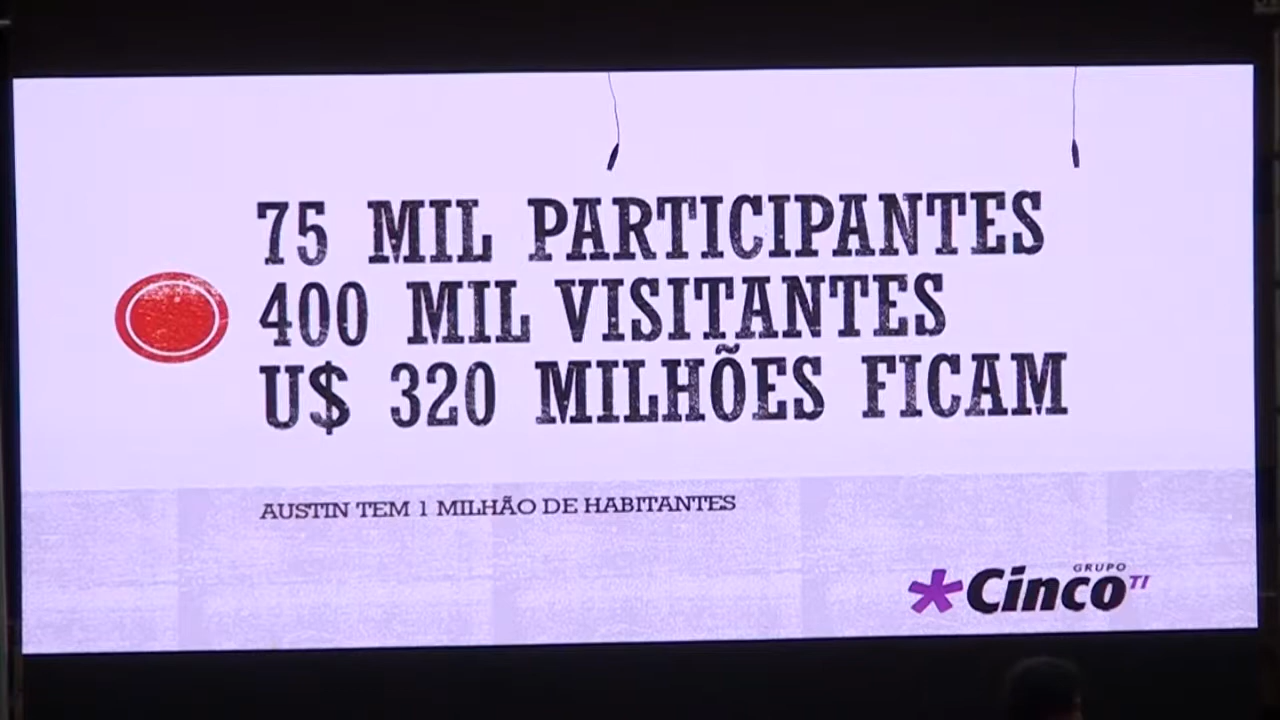 75 MIL PARTICIPANTES
400 MIL VISITANTES
U$ 320 MILHÕES FICAM
AUSTIN TEM 1 MILHÃO DE HABITANTES
GRUPO
Cinco TI